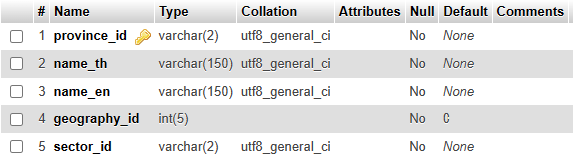 # Name Type Collation Attributes Null Default Comments
1 province_id varchar(2) utf8_general_ci No None
2 name_th varchar(150) utf8_general_ci No None
3 name_en varchar(150) utf8_general_ci No None
4 geography_id int(5) No 0
5 sector_id varchar(2) utf8_general_ci No None